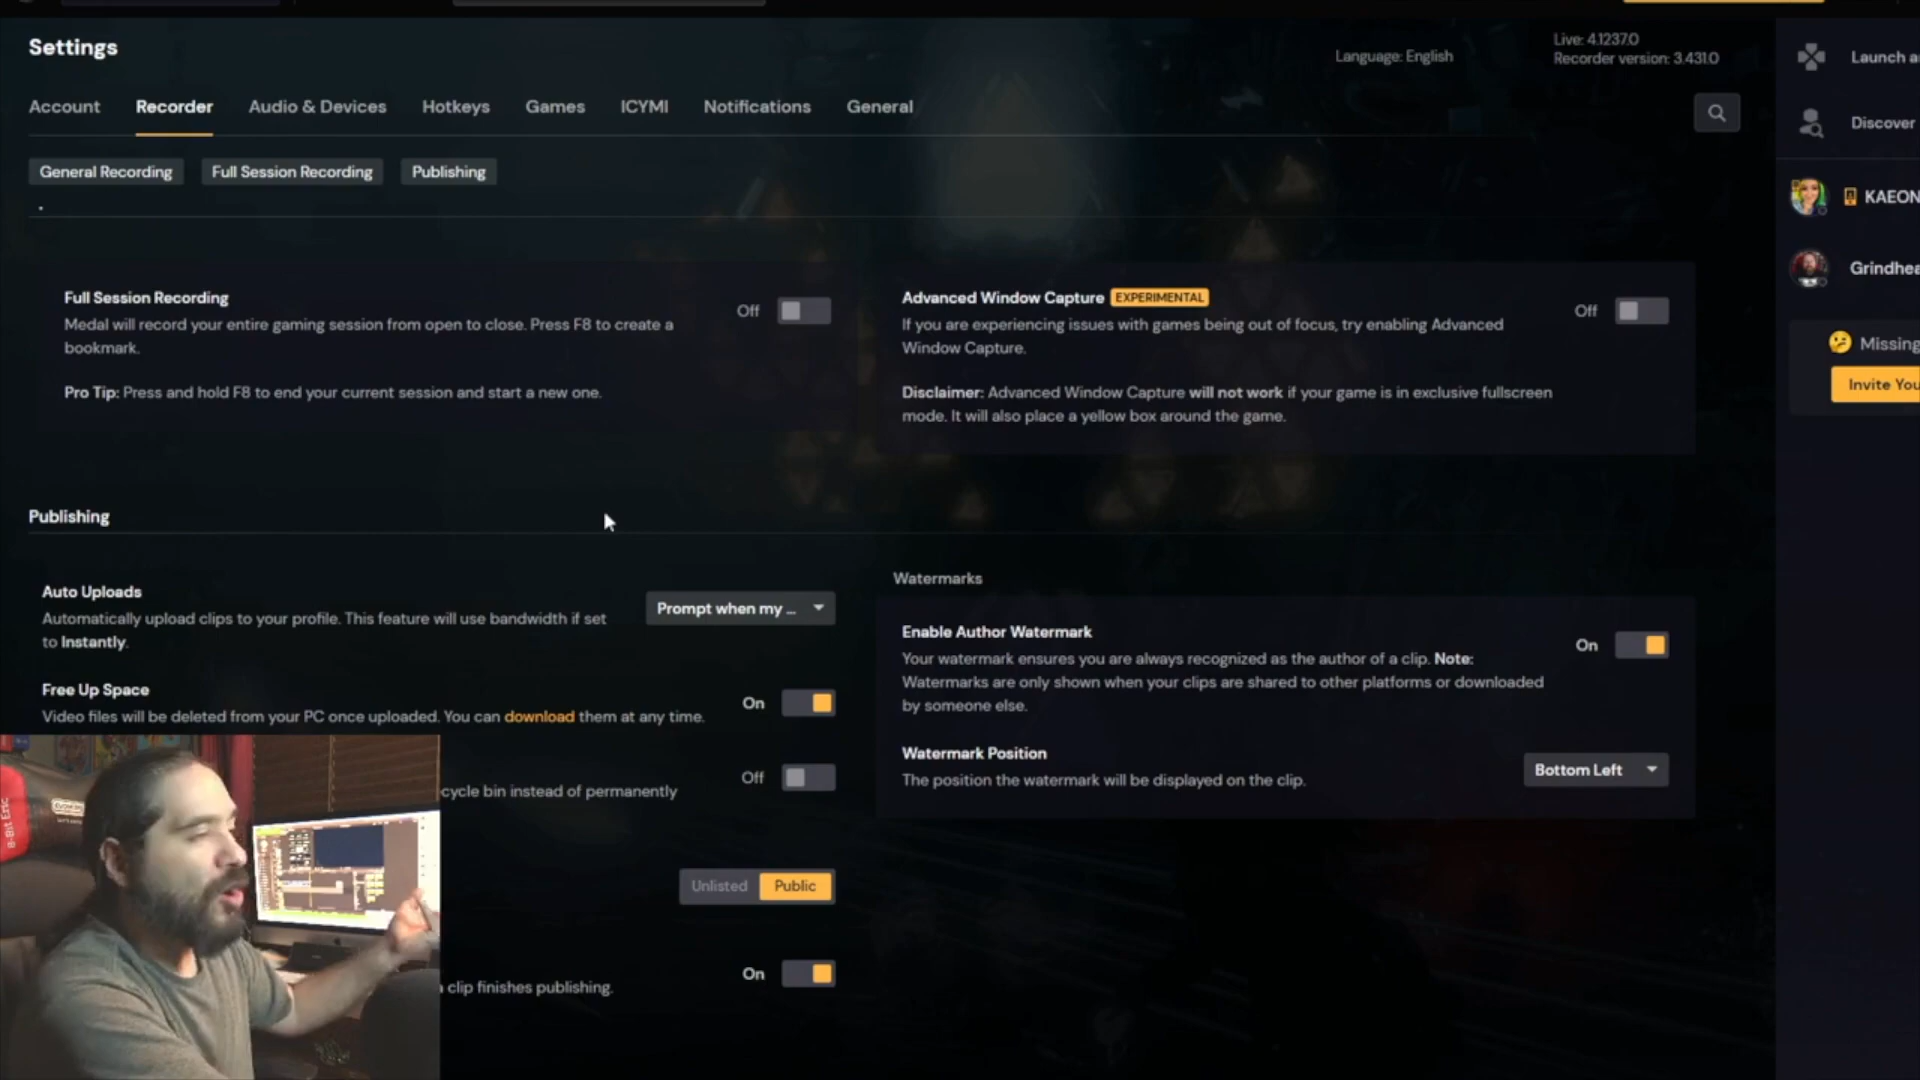 Settings
Language: English
Live: 4.1237.0
Recorder version: 3.431.0
Account Recorder Audio & Devices Hotkeys Games ICYMI Notifications General
General Recording Full Session Recording Publishing
Full Session Recording
Off
Medal will record your entire gaming session from open to close. Press F8 to create a
bookmark.
Pro Tip: Press and hold F8 to end your current session and start a new one.
Advanced Window Capture EXPERIMENTAL
Off
If you are experiencing issues with games being out of focus, try enabling Advanced
Window Capture.
Disclaimer: Advanced Window Capture will not work if your game is in exclusive fullscreen
mode. It will also place a yellow box around the game.
Publishing
Auto Uploads
Automatically upload clips to your profile. This feature will use bandwidth if set
to Instantly.
Prompt when my ...
Free Up Space
Video files will be deleted from your PC once uploaded. You can download them at any time.
On
cycle bin instead of permanently
Off
Unlisted Public
clip finishes publishing.
On
Watermarks
Enable Author Watermark
On
Your watermark ensures you are always recognized as the author of a clip. Note:
Watermarks are only shown when your clips are shared to other platforms or downloaded
by someone else.
Watermark Position
The position the watermark will be displayed on the clip.
Bottom Left
Launch a
Discover
KAEON
Grindhea
Missing
Invite You
8-Bit Eric